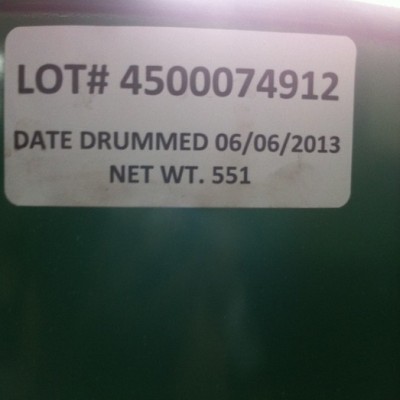 LOT# 4500074912
DATE DRUMMED 06/06/2013
NET WT. 551